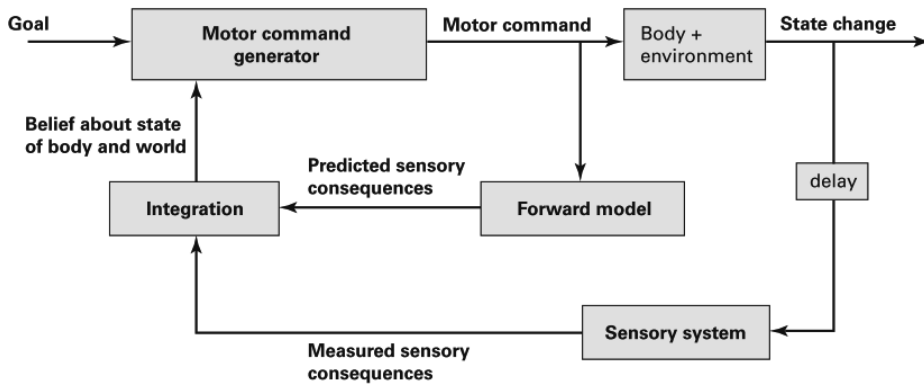 Goal
Motor command
generator
Motor command
Body +
environment
State change
Belief about state
of body and world
Predicted sensory
consequences
delay
Integration
Forward model
Sensory system
Measured sensory
consequences